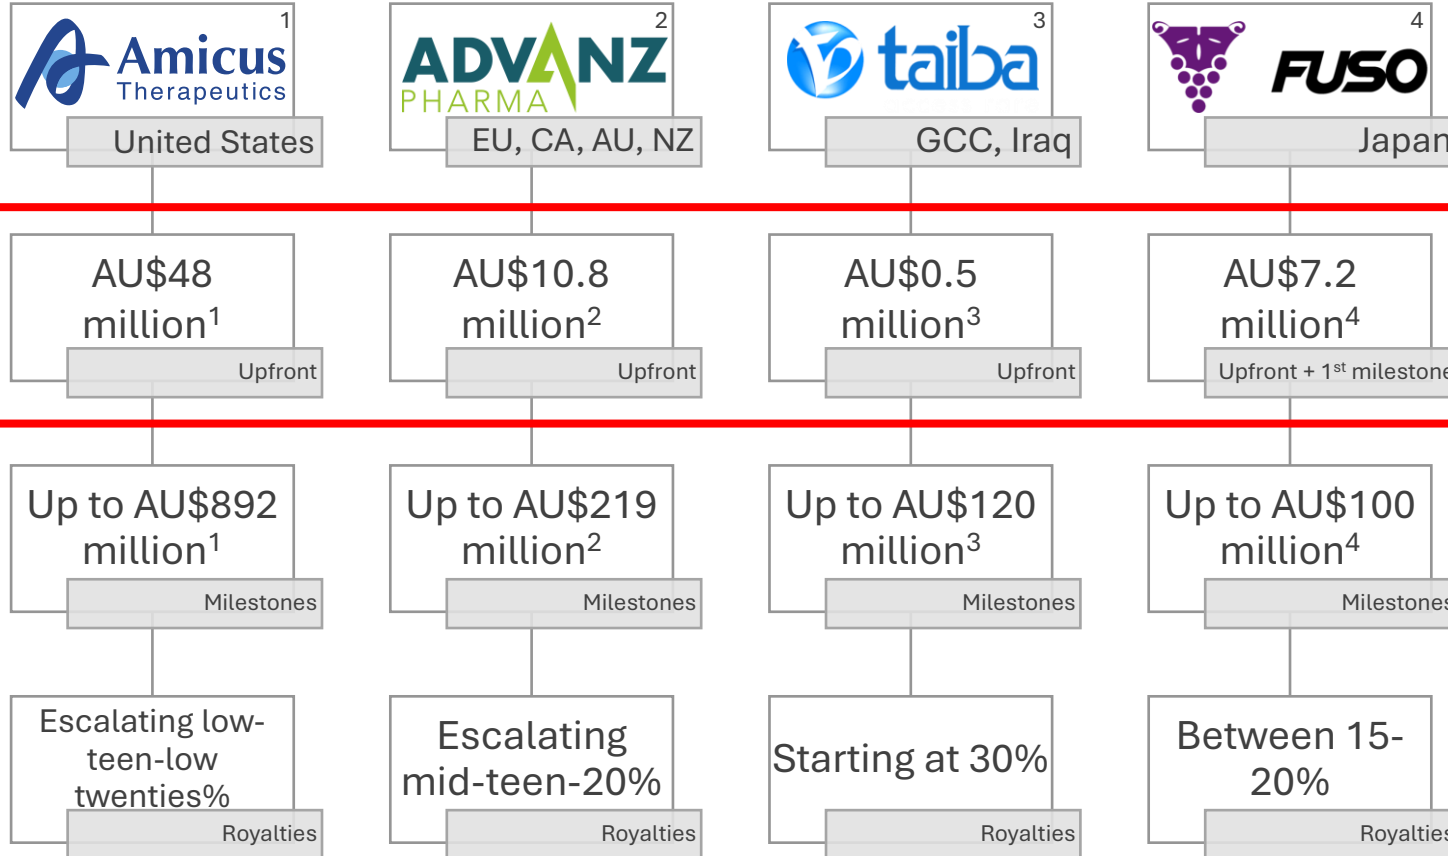 1
Amicus
Therapeutics
United States
2
ADVANZ
PHARMA
EU, CA, AU, NZ
3
taiba
GCC, Iraq
4
FUSO
Japan
AU$48
million¹
Upfront
AU$10.8
million²
Upfront
AU$0.5
million³
Upfront
AU$7.2
million⁴
Upfront + 1st milestone
Up to AU$892
million¹
Milestones
Up to AU$219
million²
Milestones
Up to AU$120
million³
Milestones
Up to AU$100
million⁴
Milestones
Escalating low-
teen-low
twenties%
Royalties
Escalating
mid-teen-20%
Royalties
Starting at 30%
Royalties
Between 15-
20%
Royalties